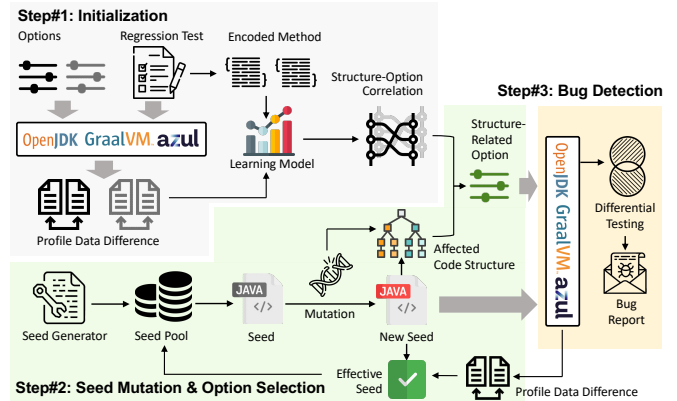 Step#1: Initialization
Options
Regression Test
Encoded Method
Structure-Option
Correlation
OpenJDK GraalVM™ azul
Learning Model
Profile Data Difference
Step#3: Bug Detection
Structure-
Related
Option
OpenJDK GraalVM™ azul
Differential
Testing
Bug
Report
Affected
Code Structure
JAVA
</>
JAVA
</>
Seed Generator
Seed Pool
Seed
Mutation
New Seed
Effective
Seed
Profile Data Difference
Step#2: Seed Mutation & Option Selection